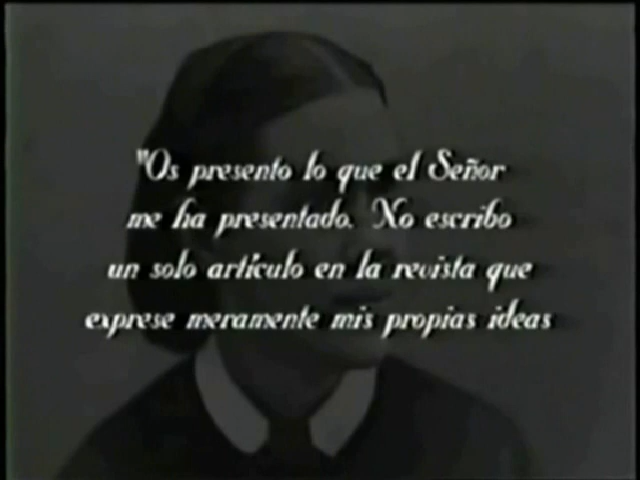 "Os presento lo que el Señor
me ha presentado. No escribo
un solo artículo en la revista que
exprese meramente mis propias ideas